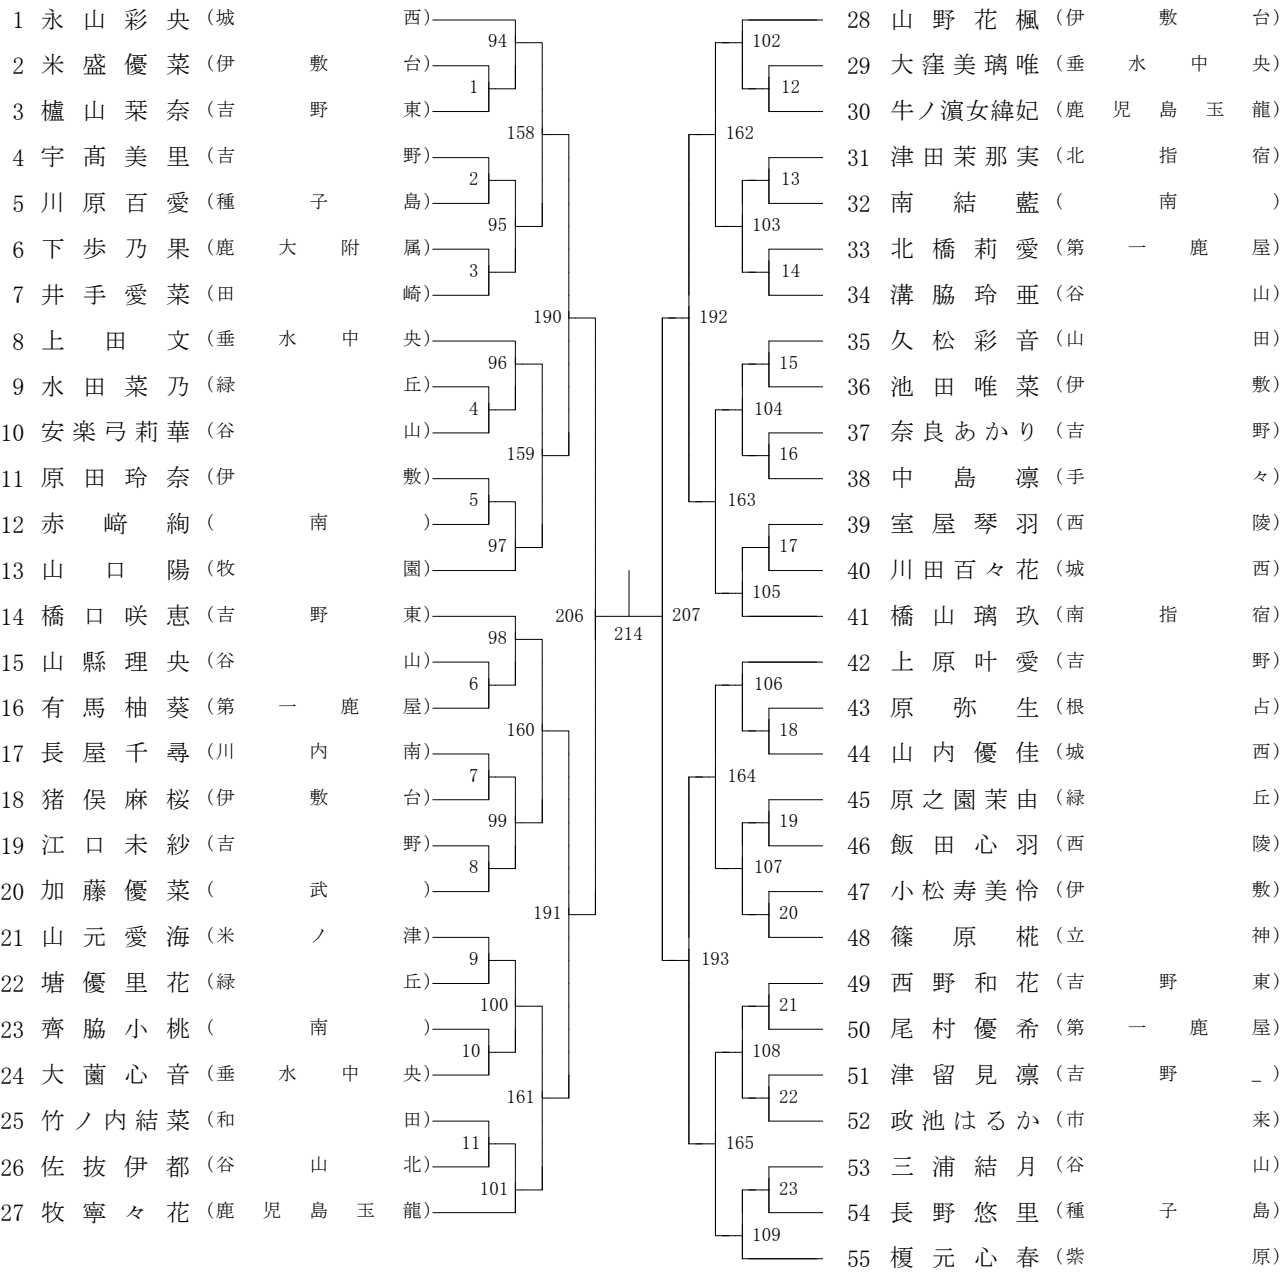 1 永山彩央 (城西)
2 米盛優菜 (伊敷台)
3 櫨山栞奈 (吉野東)
4 宇髙美里 (吉野)
5 川原百愛 (種子島)
6 下歩乃果 (鹿大附属)
7 井手愛菜 (田崎)
8 上田文 (垂水中央)
9 水田菜乃 (緑丘)
10 安楽弓莉華 (谷山)
11 原田玲奈 (伊敷)
12 赤﨑絢 (南)
13 山口陽 (牧園)
14 橋口咲恵 (吉野東)
15 山縣理央 (谷山)
16 有馬柚葵 (第一鹿屋)
17 長屋千尋 (川内南)
18 猪俣麻桜 (伊敷台)
19 江口未紗 (吉野)
20 加藤優菜 (武)
21 山元愛海 (米ノ津)
22 塘優里花 (緑丘)
23 齊脇小桃 (南)
24 大薗心音 (垂水中央)
25 竹ノ内結菜 (和田)
26 佐抜伊都 (谷山北)
27 牧寧々花 (鹿児島玉龍)
94
1
158
2
95
3
190
96
4
159
5
97
206
98
6
160
7
99
8
191
9
100
10
161
11
101
214
207
102
12
162
13
103
14
192
15
104
16
163
17
105
106
18
164
19
107
20
193
21
108
22
165
23
109
28 山野花楓 (伊敷台)
29 大窪美璃唯 (垂水中央)
30 牛ノ濵女緯妃 (鹿児島玉龍)
31 津田茉那実 (北指宿)
32 南結藍 (南)
33 北橋莉愛 (第一鹿屋)
34 溝脇玲亜 (谷山)
35 久松彩音 (山田)
36 池田唯菜 (伊敷)
37 奈良あかり (吉野)
38 中島凛 (手々)
39 室屋琴羽 (西陵)
40 川田百々花 (城西)
41 橋山璃玖 (南指宿)
42 上原叶愛 (吉野)
43 原弥生 (根占)
44 山内優佳 (城西)
45 原之園茉由 (緑丘)
46 飯田心羽 (西陵)
47 小松寿美怜 (伊敷)
48 篠原椛 (立神)
49 西野和花 (吉野東)
50 尾村優希 (第一鹿屋)
51 津留見凛 (吉野_)
52 政池はるか (市来)
53 三浦結月 (谷山)
54 長野悠里 (種子島)
55 榎元心春 (紫原)